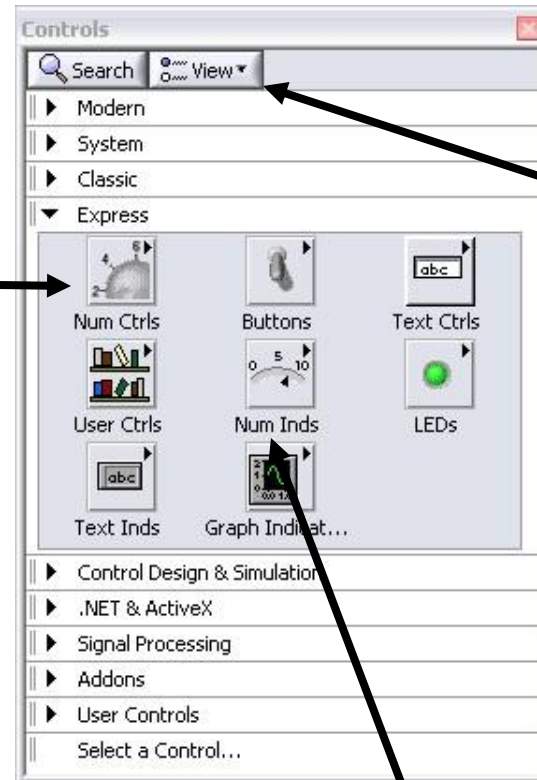 Controls
Search View
Modern
System
Classic
Express
Num Ctrls Buttons Text Ctrls
User Ctrls Num Inds LEDs
Text Inds Graph Indicat...
Control Design & Simulation
.NET & ActiveX
Signal Processing
Addons
User Controls
Select a Control...